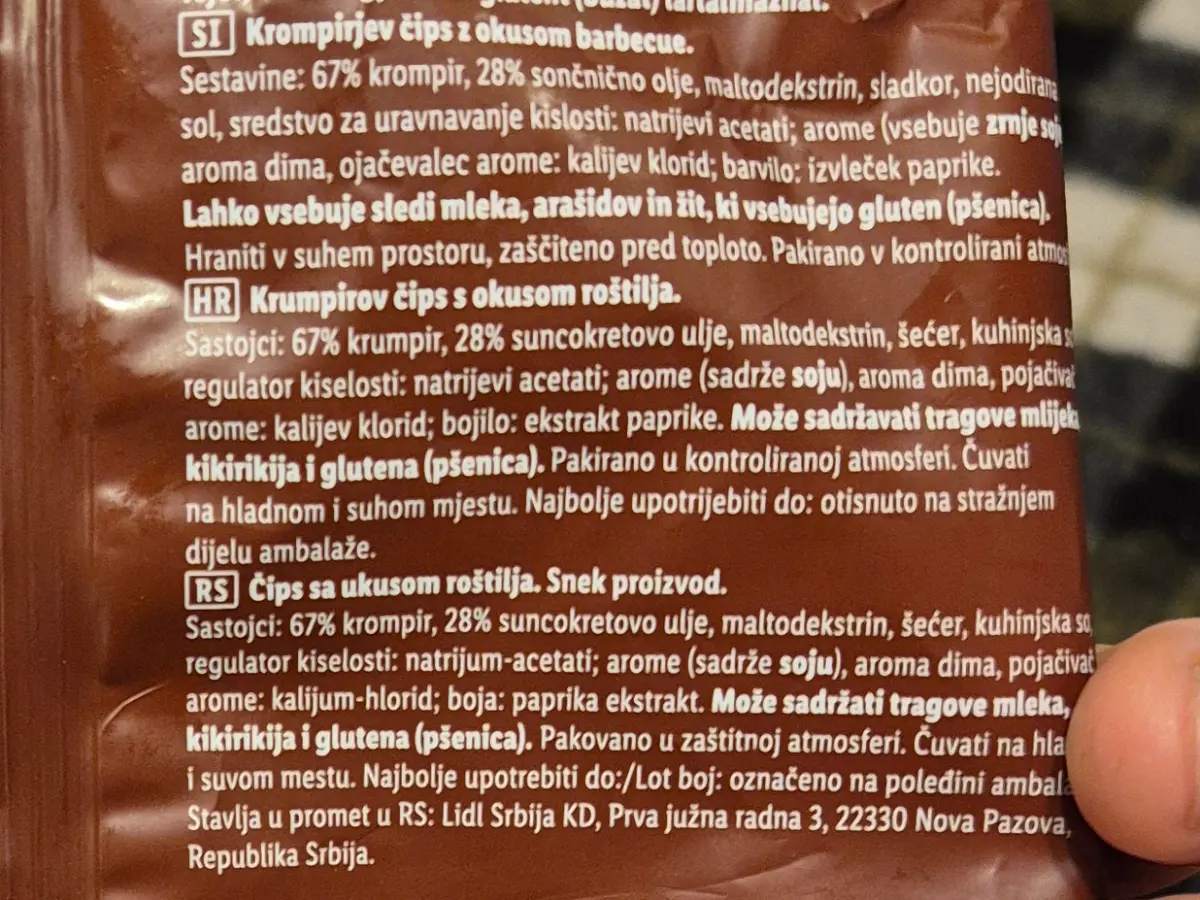 SI Krompirjev čips z okusom barbecue.
Sestavine: 67% krompir, 28% sončnično olje, maltodekstrin, sladkor, nejodirana
sol, sredstvo za uravnavanje kislosti: natrijevi acetati; arome (vsebuje zrnje
aroma dima, ojačevalec arome: kalijev klorid; barvilo: izvleček paprike.
Lahko vsebuje sledi mleka, arašidov in žit, ki vsebujejo gluten (pšenica).
Hraniti v suhem prostoru, zaščiteno pred toploto. Pakirano v kontrolirani
HR Krumpirov čips s okusom roštilja.
Sastojci: 67% krumpir, 28% suncokretovo ulje, maltodekstrin, šećer, kuhinjska
regulator kiselosti: natrijevi acetati; arome (sadrže soju), aroma dima,
arome: kalijev klorid; bojilo: ekstrakt paprike. Može sadržavati tragove
kikirikija i glutena (pšenica). Pakirano u kontroliranoj atmosferi. Čuvati
na hladnom i suhom mjestu. Najbolje upotrijebiti do: otisnuto na stražnjem
dijelu ambalaže.
RS Čips sa ukusom roštilja. Snek proizvod.
Sastojci: 67% krompir, 28% suncokretovo ulje, maltodekstrin, šećer, kuhinjska so,
regulator kiselosti: natrijum-acetati; arome (sadrže soju), aroma dima, pojačivač
arome: kalijum-hlorid; boja: paprika ekstrakt. Može sadržati tragove mleka,
kikirikija i glutena (pšenica). Pakovano u zaštitnoj atmosferi. Čuvati na
i suvom mestu. Najbolje upotrebiti do:/Lot boj: označeno na poleđini
Stavlja u promet u RS: Lidl Srbija KD, Prva južna radna 3, 22330 Nova Pazova,
Republika Srbija.